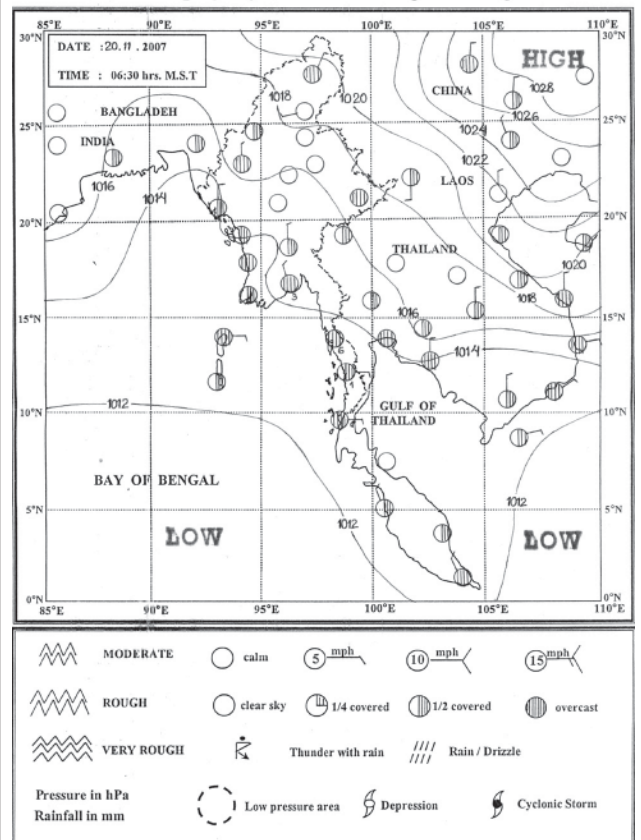 85°E 90°E 95°E 100°E 105°E 110°E
30°N 30°N
DATE : 20.11.2007
TIME : 06:30 hrs. M.S.T
HIGH
CHINA
1018
1020
1028
1026
BANGLADEH
25°N 25°N
1024
INDIA
1022
1016
1014
LAOS
20°N 20°N
THAILAND
1020
1018
1016
15°N 15°N
1014
1012
GULF OF
THAILAND
10°N 10°N
BAY OF BENGAL
1012
1012
5°N 5°N
LOW LOW
0°N 0°N
85°E 90°E 95°E 100°E 105°E 110°E
MODERATE calm 5 mph 10 mph 15 mph
ROUGH clear sky 1/4 covered 1/2 covered overcast
VERY ROUGH Thunder with rain Rain / Drizzle
Pressure in hPa
Rainfall in mm
Low pressure area Depression Cyclonic Storm